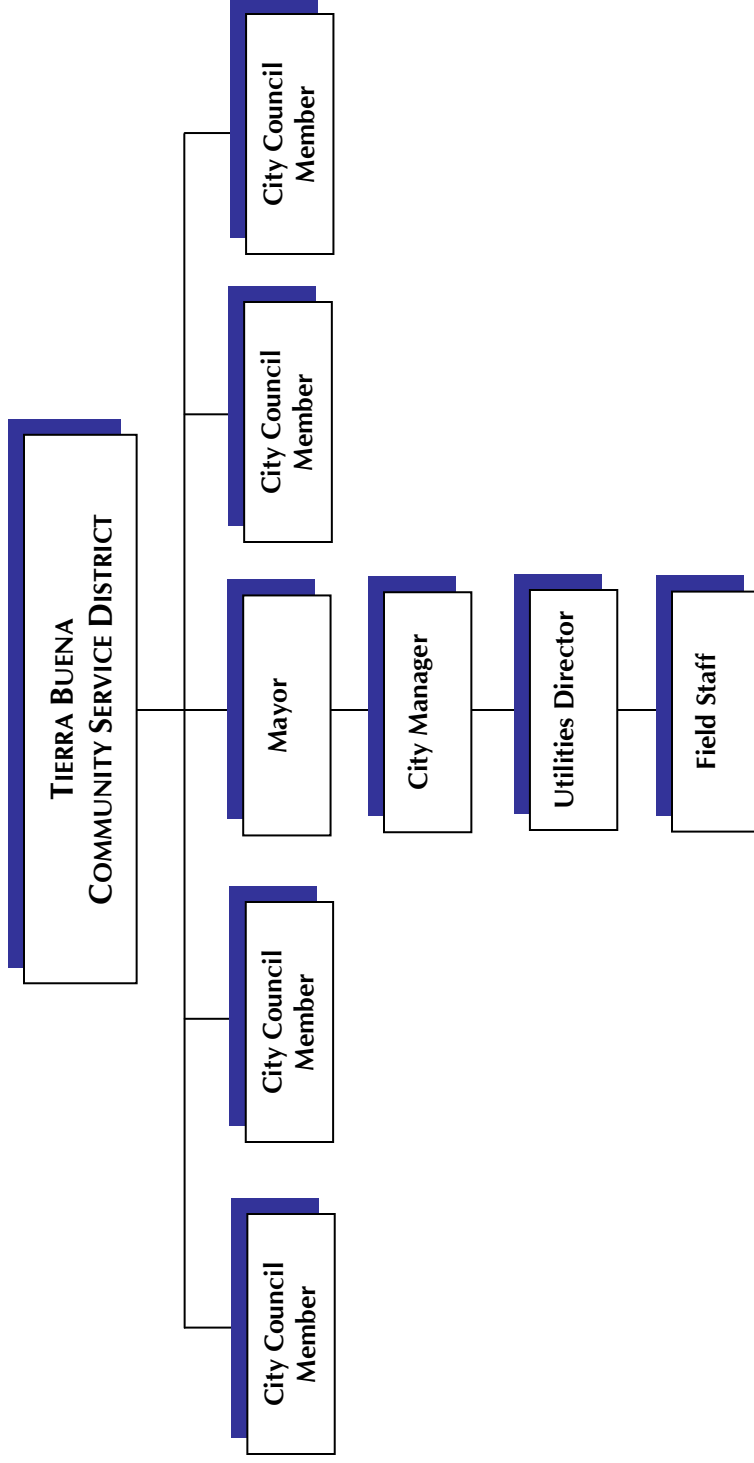 TIERRA BUENA
COMMUNITY SERVICE DISTRICT
City Council
Member
City Council
Member
Mayor
City Council
Member
City Council
Member
City Manager
Utilities Director
Field Staff